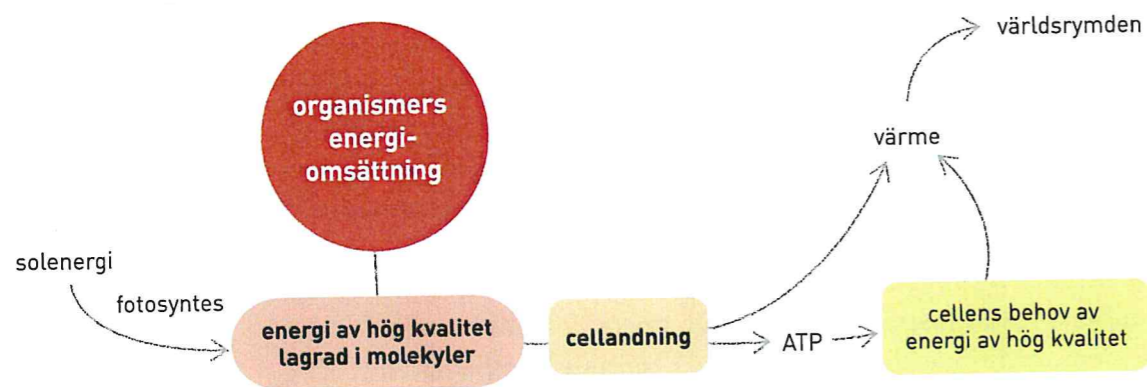 världsrymden
organismers
energi-
omsättning
värme
solenergi
fotosyntes
energi av hög kvalitet
lagrad i molekyler
cellandning
ATP
cellens behov av
energi av hög kvalitet